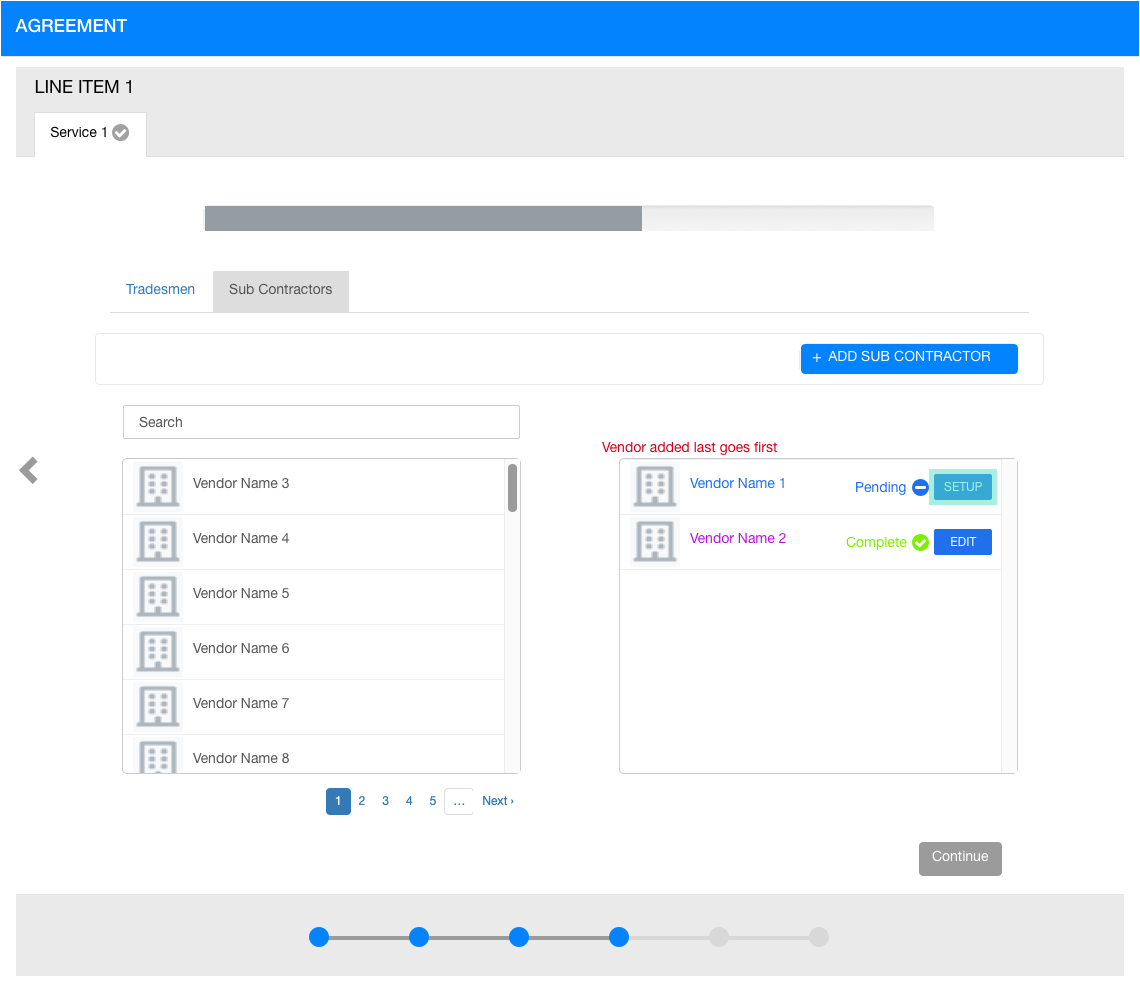 AGREEMENT
LINE ITEM 1
Service 1
Tradesmen Sub Contractors
+ ADD SUB CONTRACTOR
Search
Vendor added last goes first
Vendor Name 3
Vendor Name 4
Vendor Name 5
Vendor Name 6
Vendor Name 7
Vendor Name 8
Vendor Name 1 Pending SETUP
Vendor Name 2 Complete EDIT
1 2 3 4 5 ... Next ›
Continue